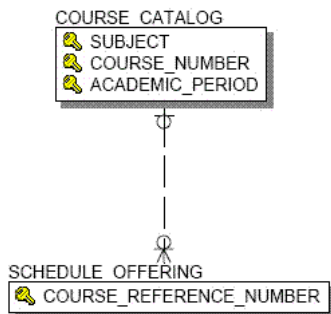 COURSE_CATALOG
SUBJECT
COURSE_NUMBER
ACADEMIC_PERIOD
SCHEDULE_OFFERING
COURSE_REFERENCE_NUMBER